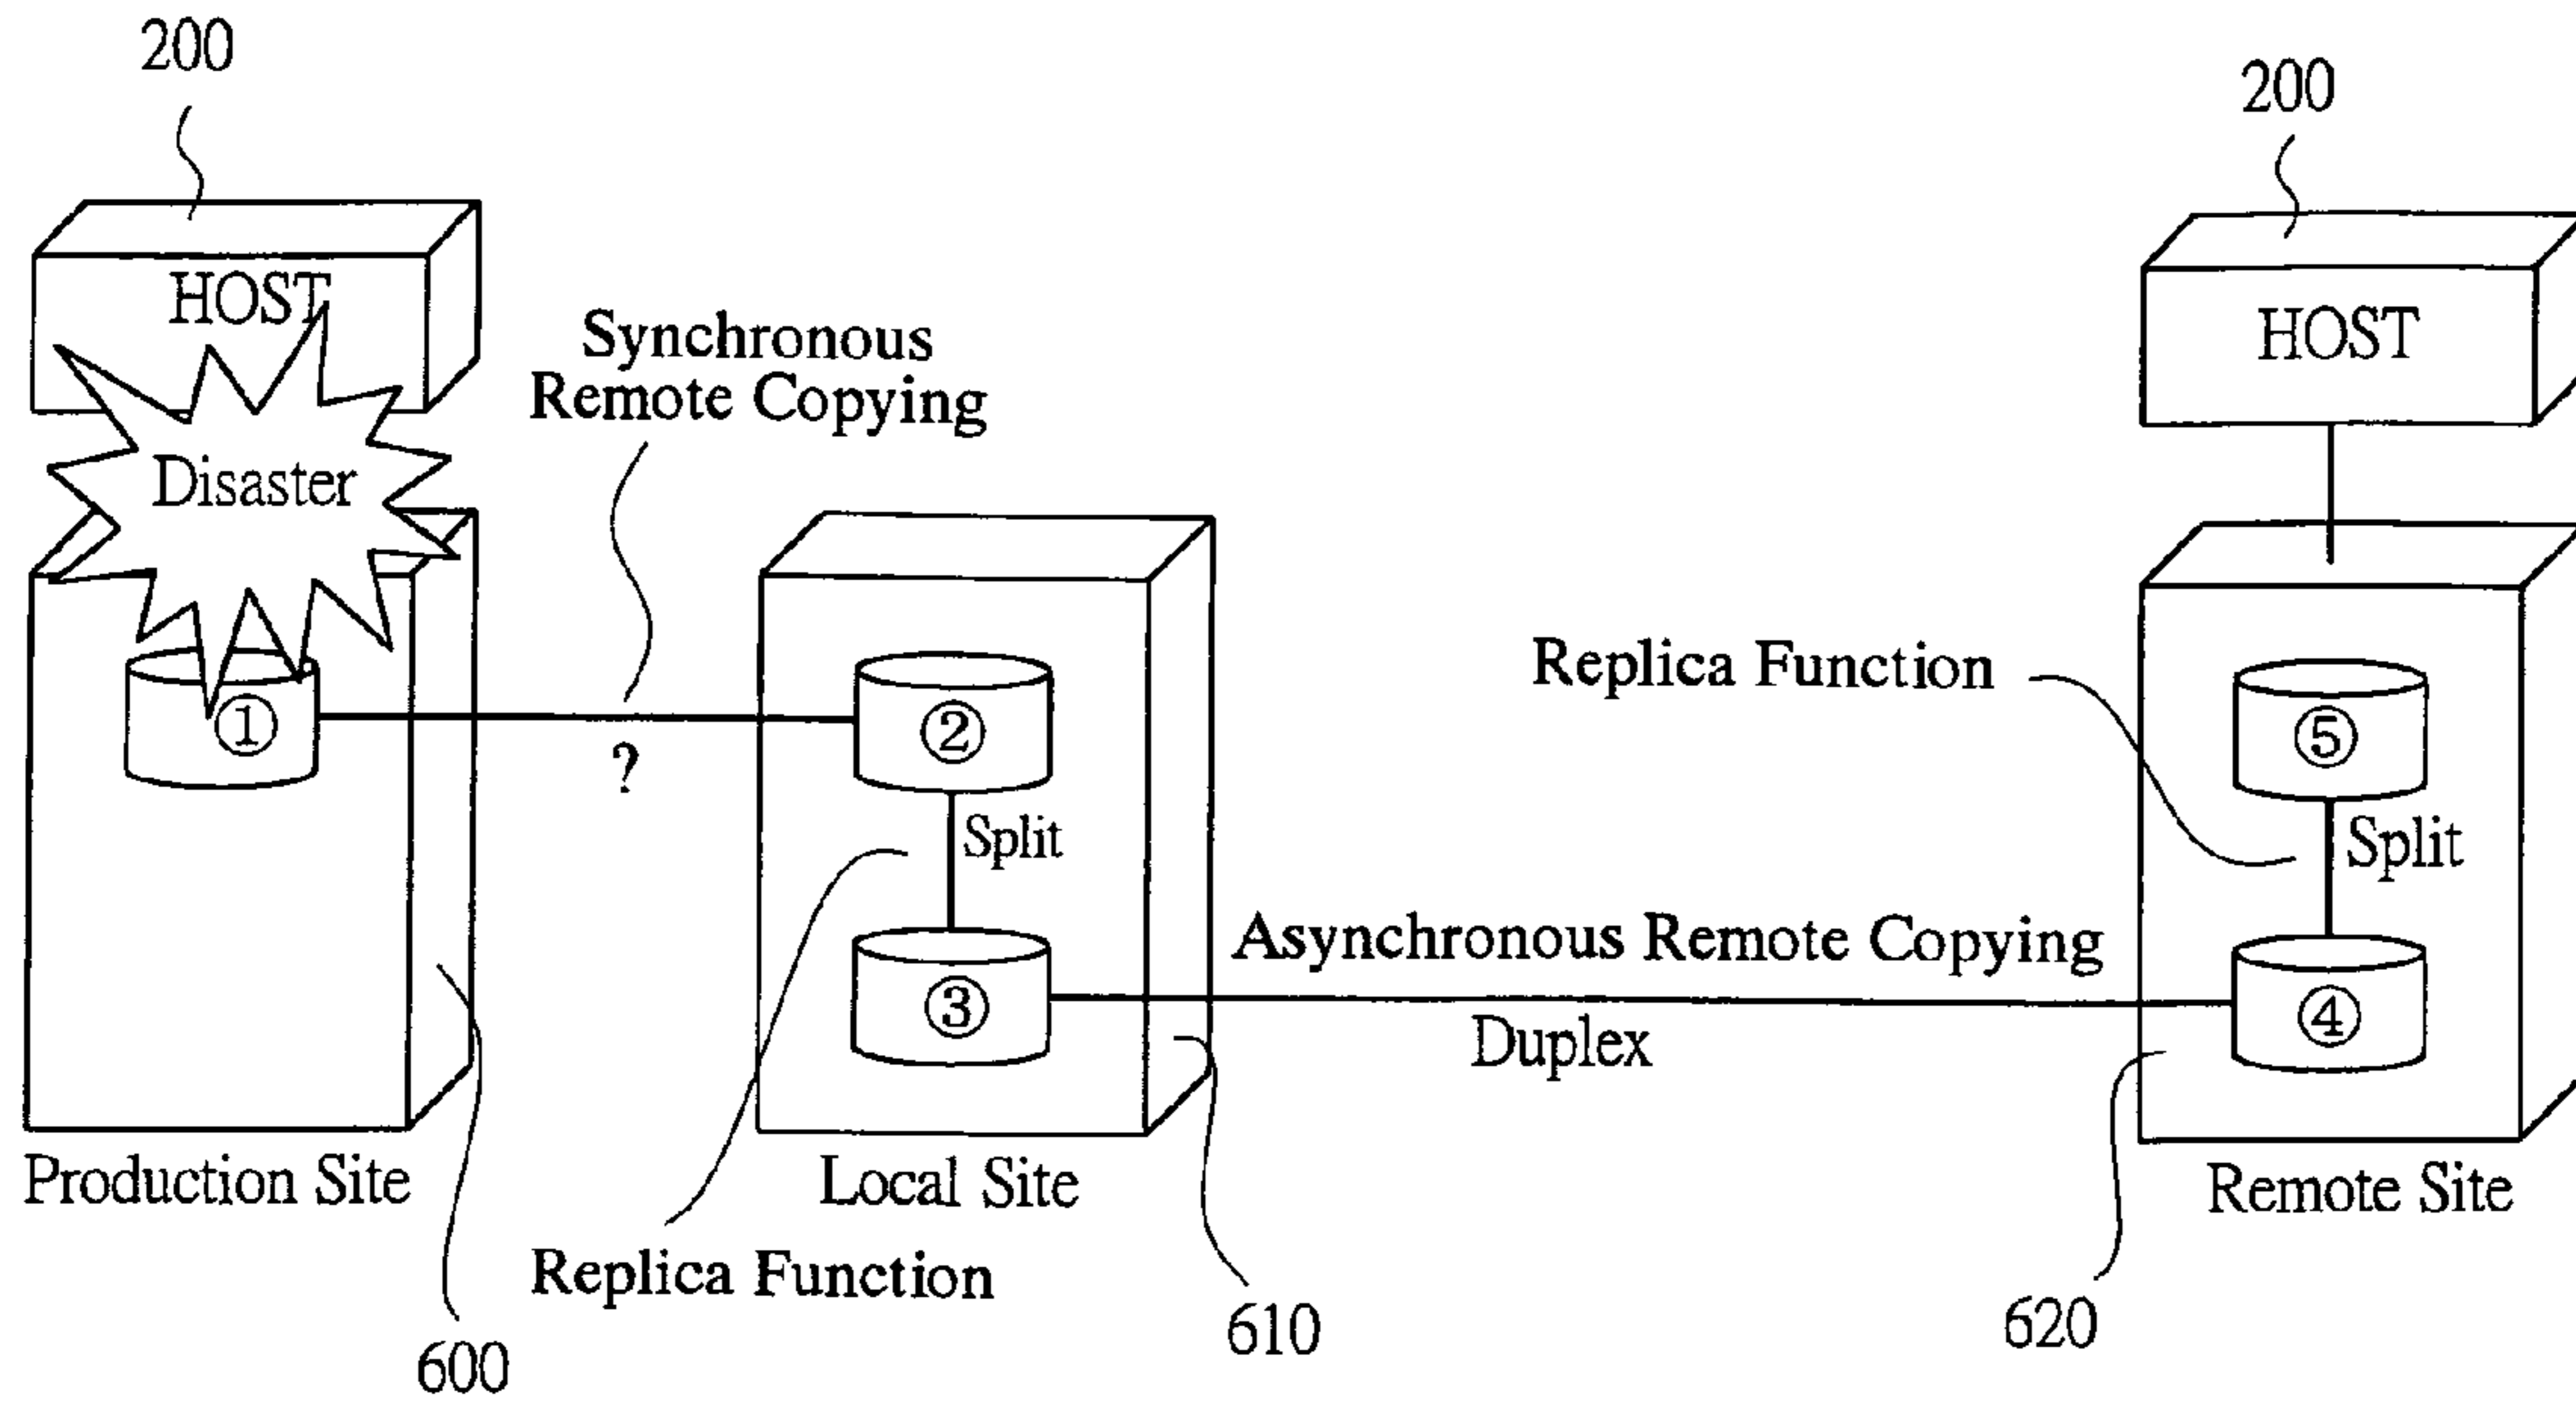 200
200
HOST
HOST
Synchronous
Remote Copying
Disaster
Replica Function
①
?
②
⑤
Split
Split
Asynchronous Remote Copying
③
④
Duplex
Production Site
Local Site
Remote Site
Replica Function
600
610
620